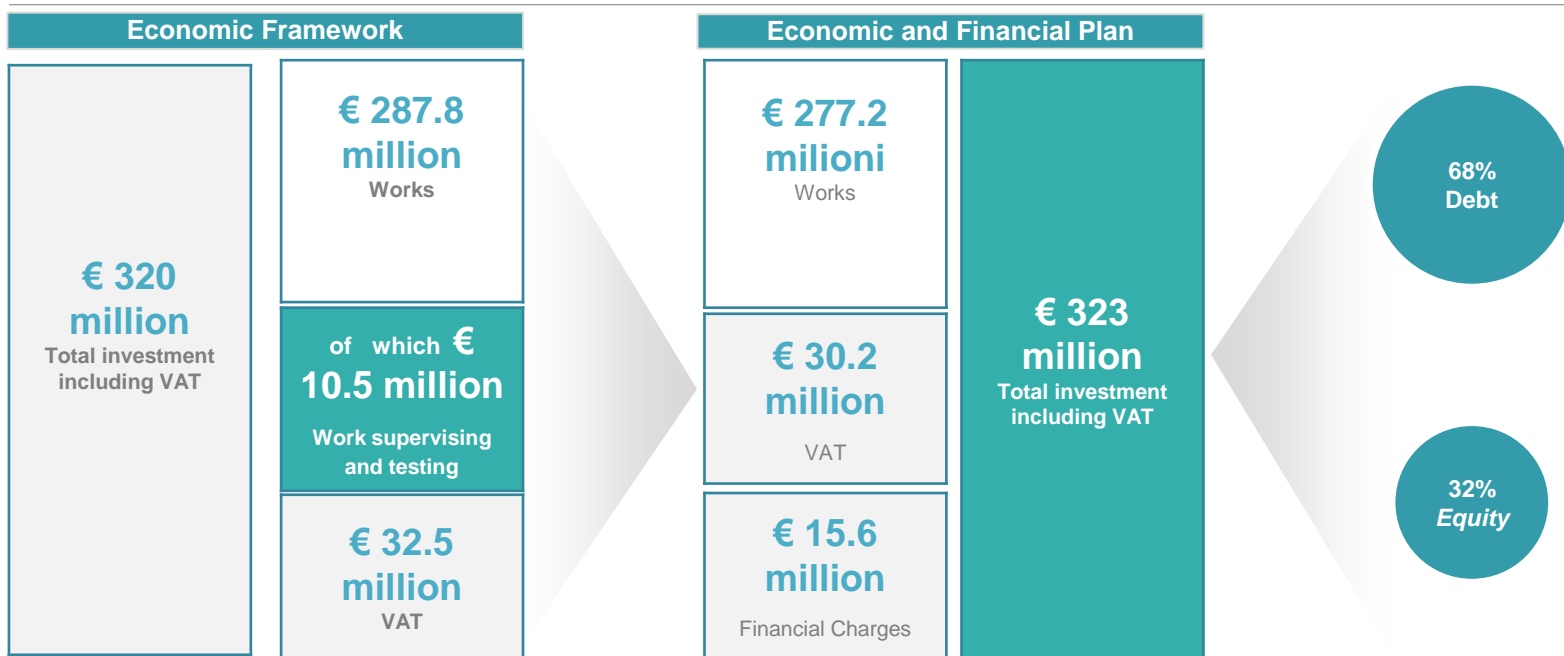 Economic Framework
€ 320
million
Total investment
including VAT
€ 287.8
million
Works
of which €
10.5 million
Work supervising
and testing
€ 32.5
million
VAT
Economic and Financial Plan
€ 277.2
milioni
Works
€ 30.2
million
VAT
€ 15.6
million
Financial Charges
€ 323
million
Total investment
including VAT
68%
Debt
32%
Equity